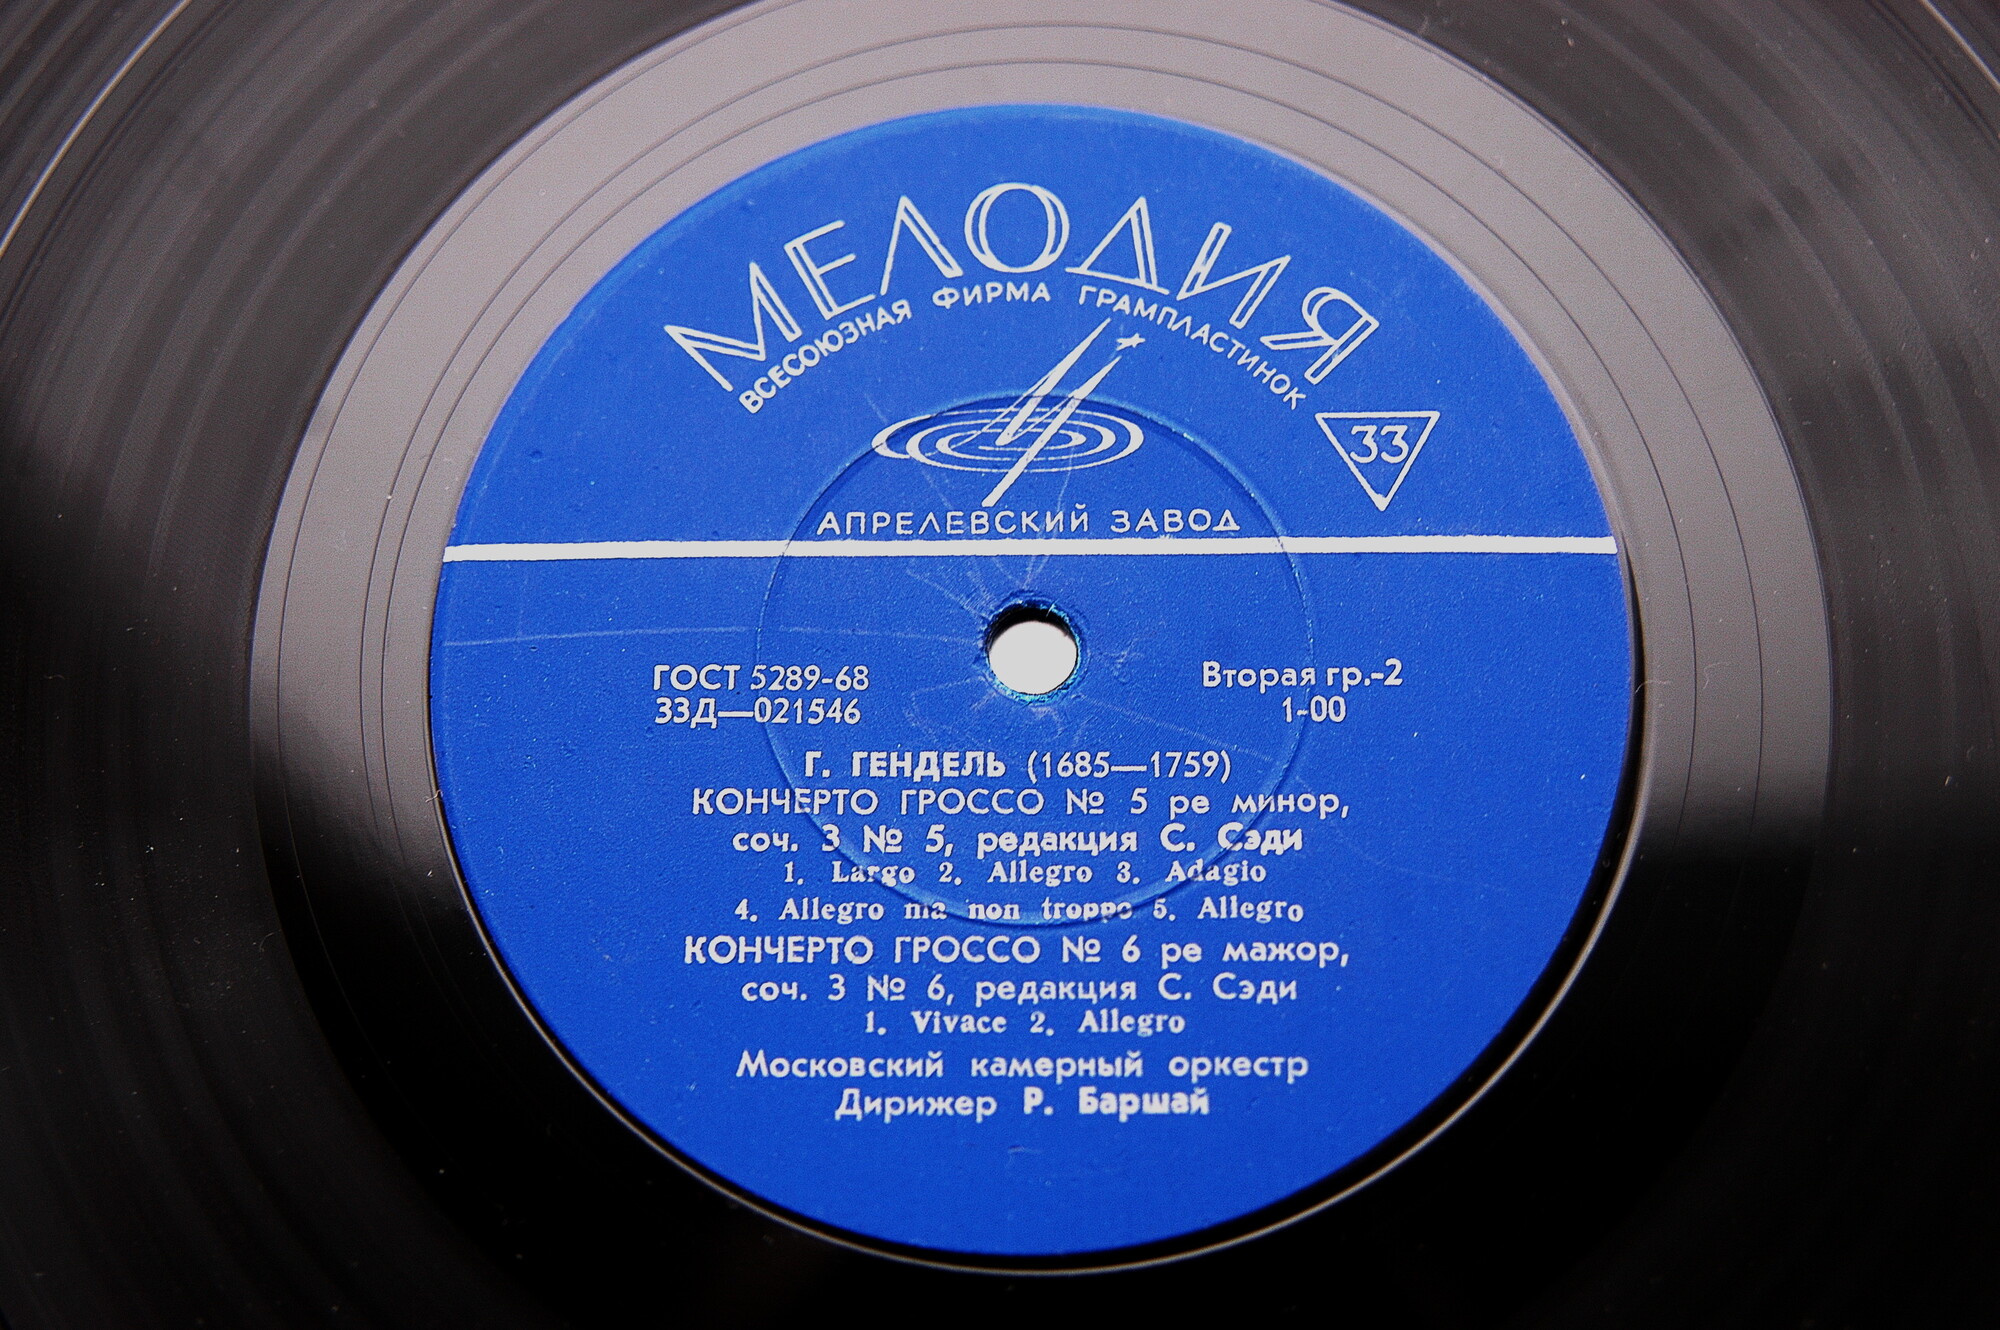 МЕЛОДИЯ
ВСЕСОЮЗНАЯ ФИРМА ГРАМПЛАСТИНОК
33
АПРЕЛЕВСКИЙ ЗАВОД
ГОСТ 5289-68
33Д—021546
Вторая гр.-2
1-00
Г. ГЕНДЕЛЬ (1685—1759)
КОНЧЕРТО ГРОССО № 5 ре минор,
соч. 3 № 5, редакция С. Сэди
1. Largo 2. Allegro 3. Adagio
4. Allegro ma non troppo 5. Allegro
КОНЧЕРТО ГРОССО № 6 ре мажор,
соч. 3 № 6, редакция С. Сэди
1. Vivace 2. Allegro
Московский камерный оркестр
Дирижер Р. Баршай